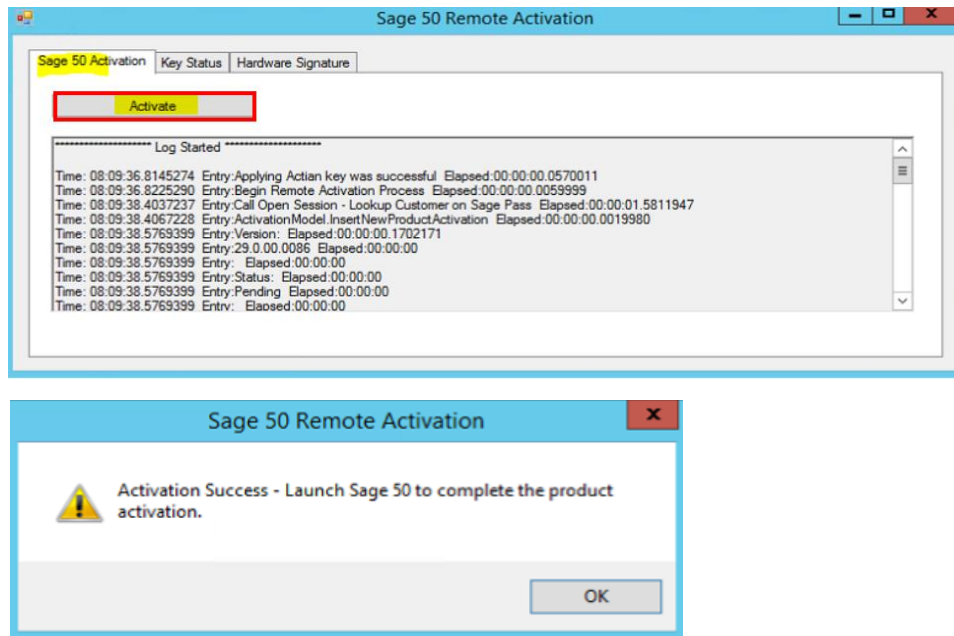 Sage 50 Remote Activation
Sage 50 Activation Key Status Hardware Signature
Activate
********************* Log Started *********************
Time: 08:09:36.8145274 Entry:Applying Actian key was successful Elapsed:00:00:00.0570011
Time: 08:09:36.8225290 Entry:Begin Remote Activation Process Elapsed:00:00:00.0059999
Time: 08:09:38.4037237 Entry:Call Open Session - Lookup Customer on Sage Pass Elapsed:00:00:01.5811947
Time: 08:09:38.4067228 Entry:ActivationModel.InsertNewProductActivation Elapsed:00:00:00.0019980
Time: 08:09:38.5769399 Entry:Version: Elapsed:00:00:00.1702171
Time: 08:09:38.5769399 Entry:29.0.00.0086 Elapsed:00:00:00
Time: 08:09:38.5769399 Entry: Elapsed:00:00:00
Time: 08:09:38.5769399 Entry:Status: Elapsed:00:00:00
Time: 08:09:38.5769399 Entry:Pending Elapsed:00:00:00
Time: 08:09:38.5769399 Entry: Elapsed:00:00:00
Sage 50 Remote Activation
Activation Success - Launch Sage 50 to complete the product
activation.
OK